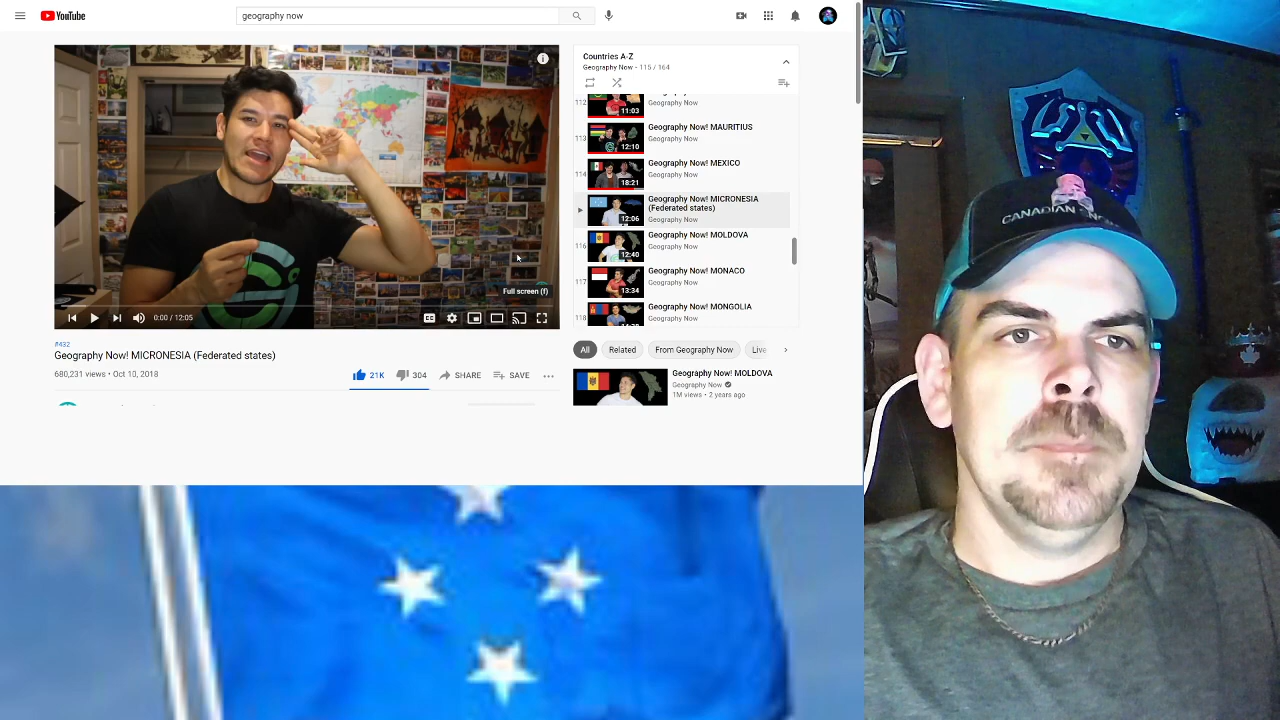 YouTube
geography now
Countries A-Z
Geography Now - 115 / 164
112
11:03
Geography Now
113
12:10
Geography Now! MAURITIUS
Geography Now
114
18:21
Geography Now! MEXICO
Geography Now
12:06
Geography Now! MICRONESIA
(Federated states)
Geography Now
116
12:40
Geography Now! MOLDOVA
Geography Now
117
13:34
Geography Now! MONACO
Geography Now
118
Geography Now! MONGOLIA
Geography Now
Full screen (f)
0:00 / 12:05
#432
Geography Now! MICRONESIA (Federated states)
680,231 views • Oct 10, 2018
21K
304
SHARE
SAVE
All
Related
From Geography Now
Live
Geography Now! MOLDOVA
Geography Now
1M views • 2 years ago
CANADIAN